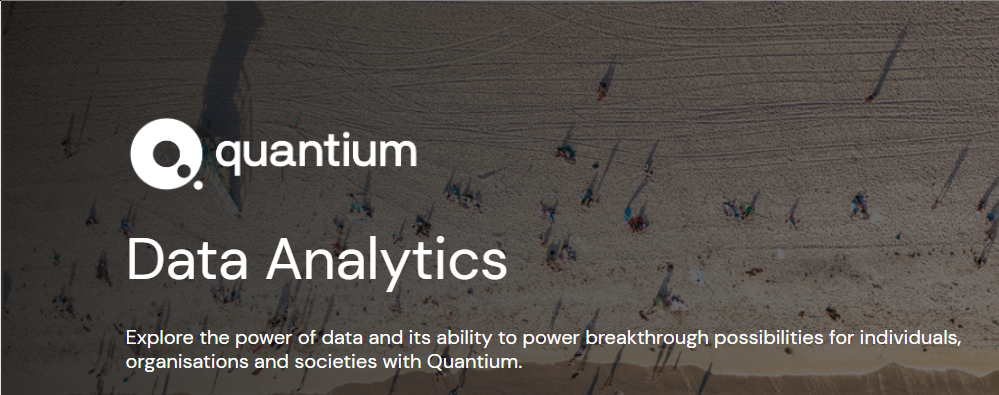 quantium
Data Analytics
Explore the power of data and its ability to power breakthrough possibilities for individuals,
organisations and societies with Quantium.